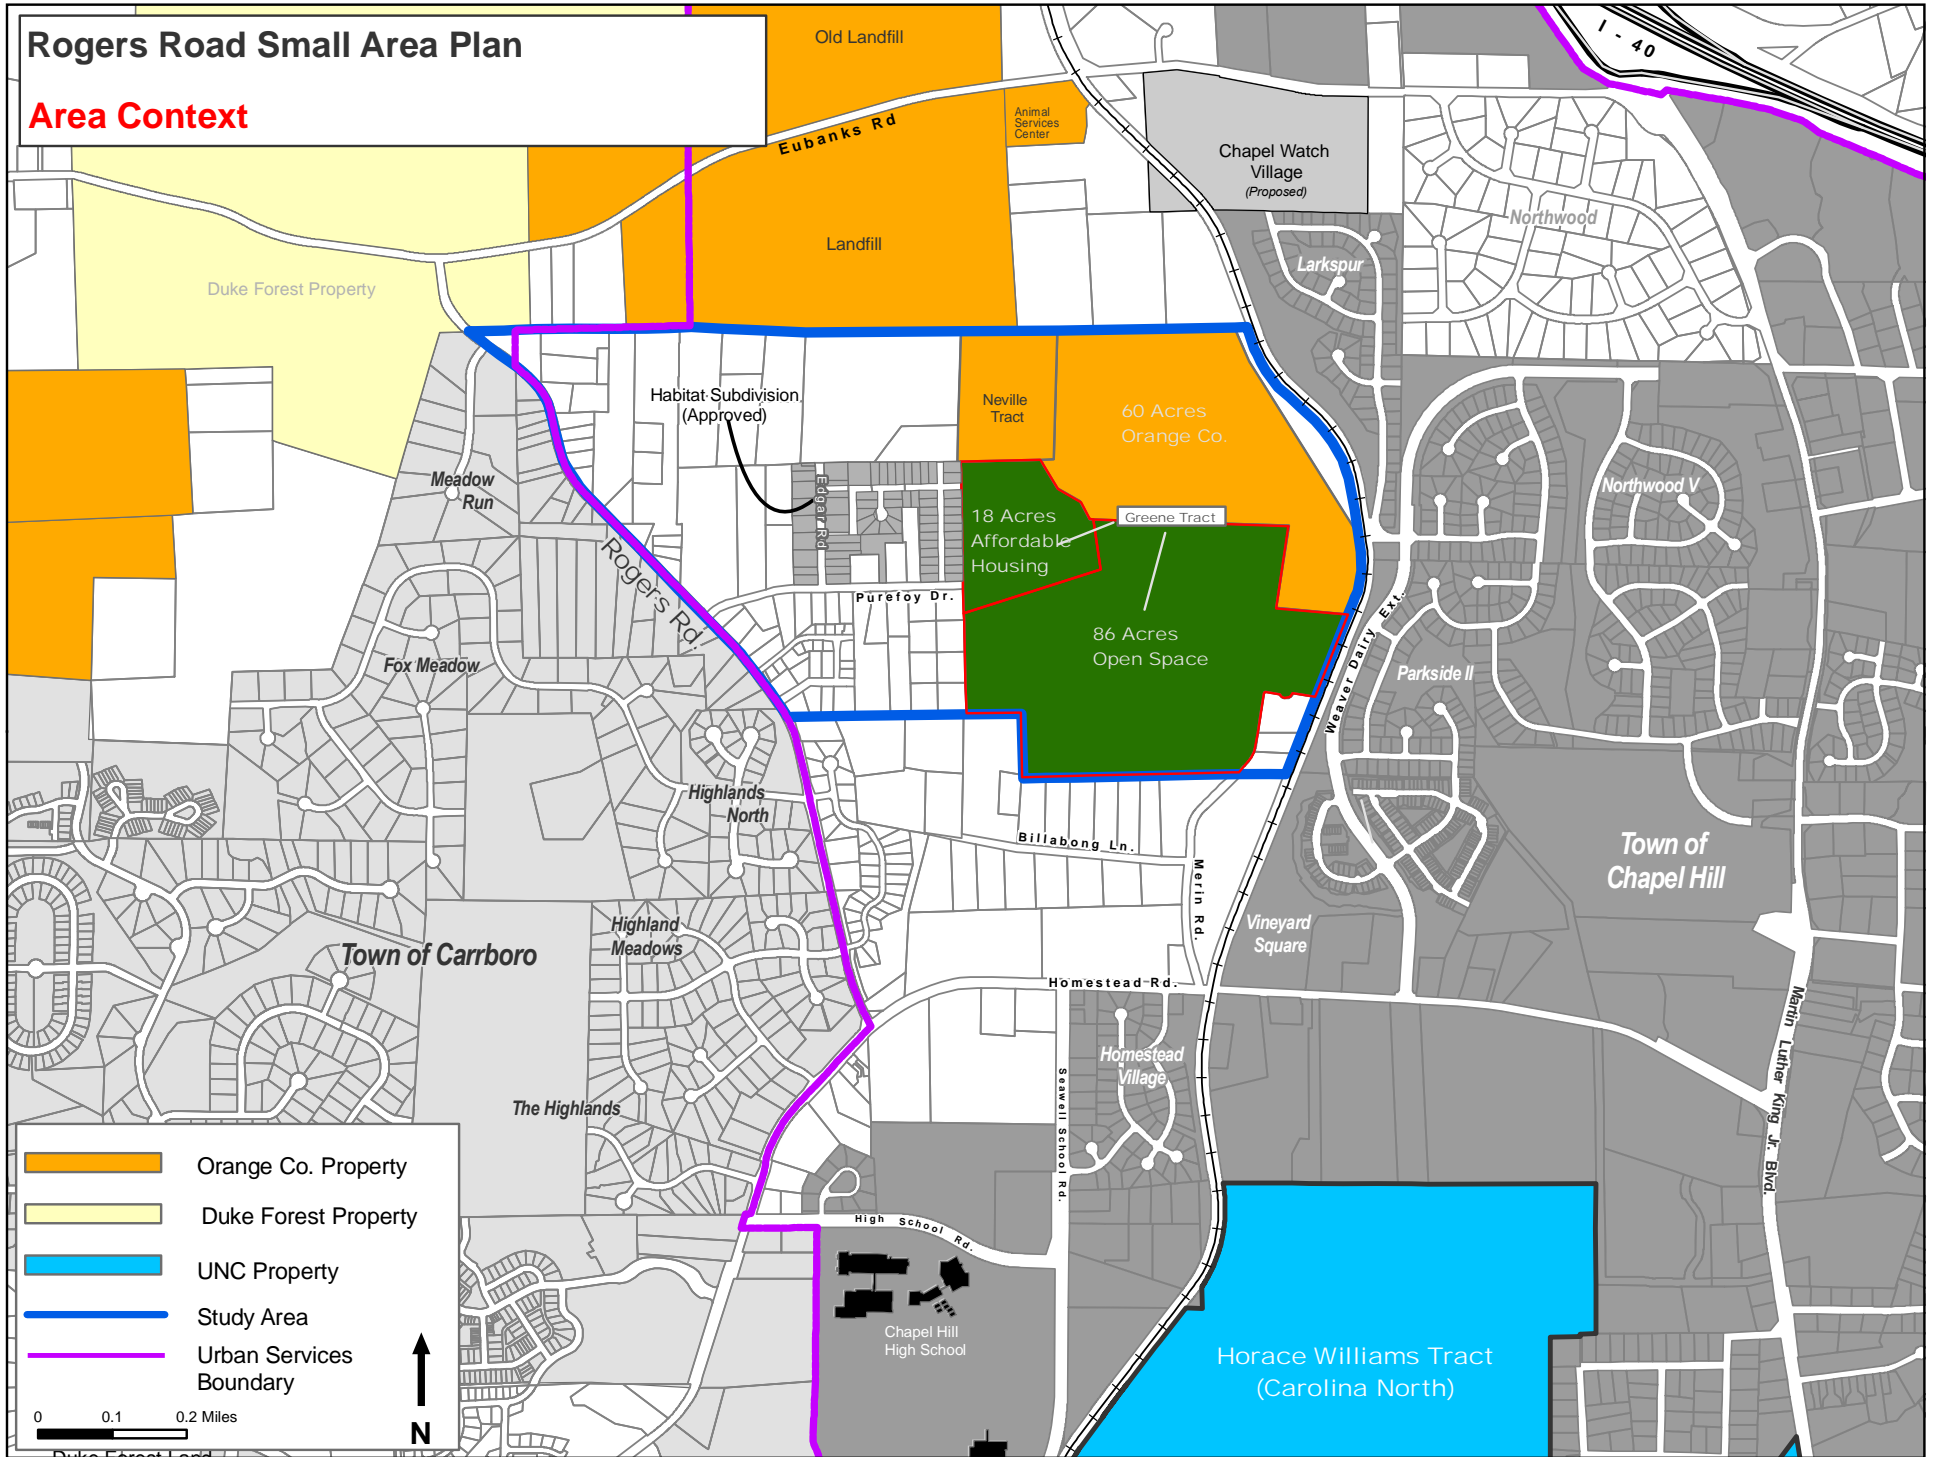 Rogers Road Small Area Plan
Area Context
Old Landfill
I - 40
Animal
Services
Center
Eubanks Rd
Chapel Watch
Village
(Proposed)
Northwood
Landfill
Larkspur
Duke Forest Property
Habitat Subdivision
(Approved)
Neville
Tract
60 Acres
Orange Co.
Meadow
Run
Edgar Rd
Northwood V
18 Acres
Affordable
Housing
Greene Tract
Rogers Rd.
Purefoy Dr.
86 Acres
Open Space
Weaver Dairy Ext.
Fox Meadow
Parkside II
Highlands
North
Billabong Ln.
Merin Rd.
Town of
Chapel Hill
Highland
Meadows
Vineyard
Square
Town of Carrboro
Homestead Rd.
Martin Luther King Jr. Blvd.
Homestead
Village
Seawell School Rd.
The Highlands
High School Rd.
Chapel Hill
High School
Horace Williams Tract
(Carolina North)
Orange Co. Property
Duke Forest Property
UNC Property
Study Area
Urban Services
Boundary
0 0.1 0.2 Miles
N
Duke Forest Land